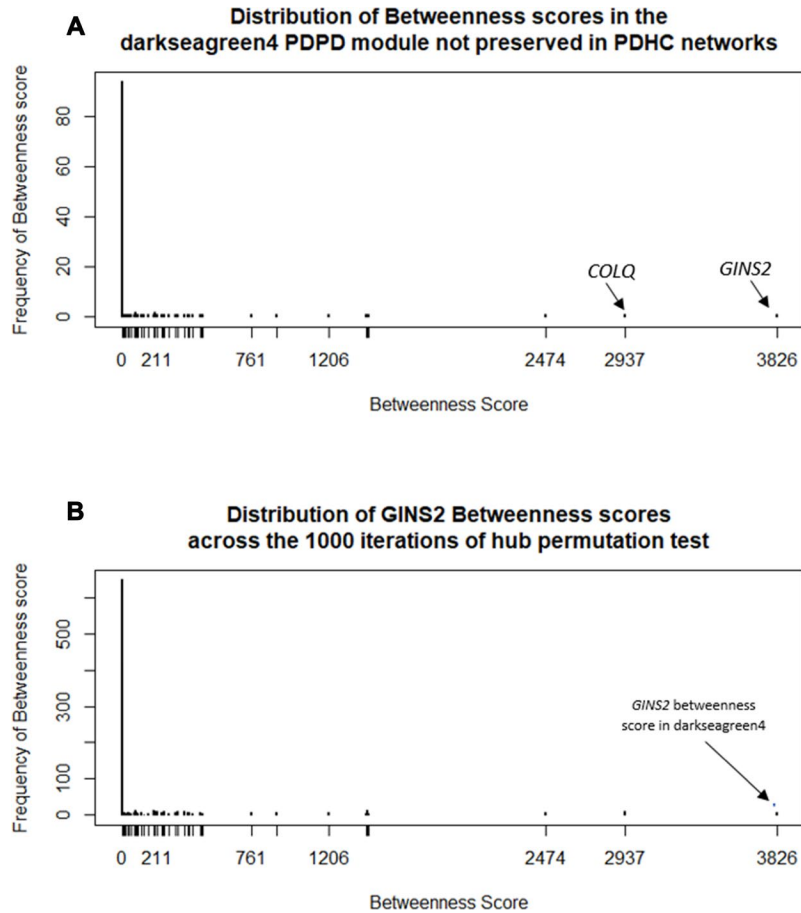 A
Distribution of Betweenness scores in the
darkseagreen4 PDPD module not preserved in PDHC networks
Frequency of Betweenness score
80
60
40
20
0
COLQ
GINS2
0 211 761 1206 2474 2937 3826
Betweenness Score
B
Distribution of GINS2 Betweenness scores
across the 1000 iterations of hub permutation test
Frequency of Betweenness score
500
300
100
0
GINS2 betweenness
score in darkseagreen4
0 211 761 1206 2474 2937 3826
Betweenness Score